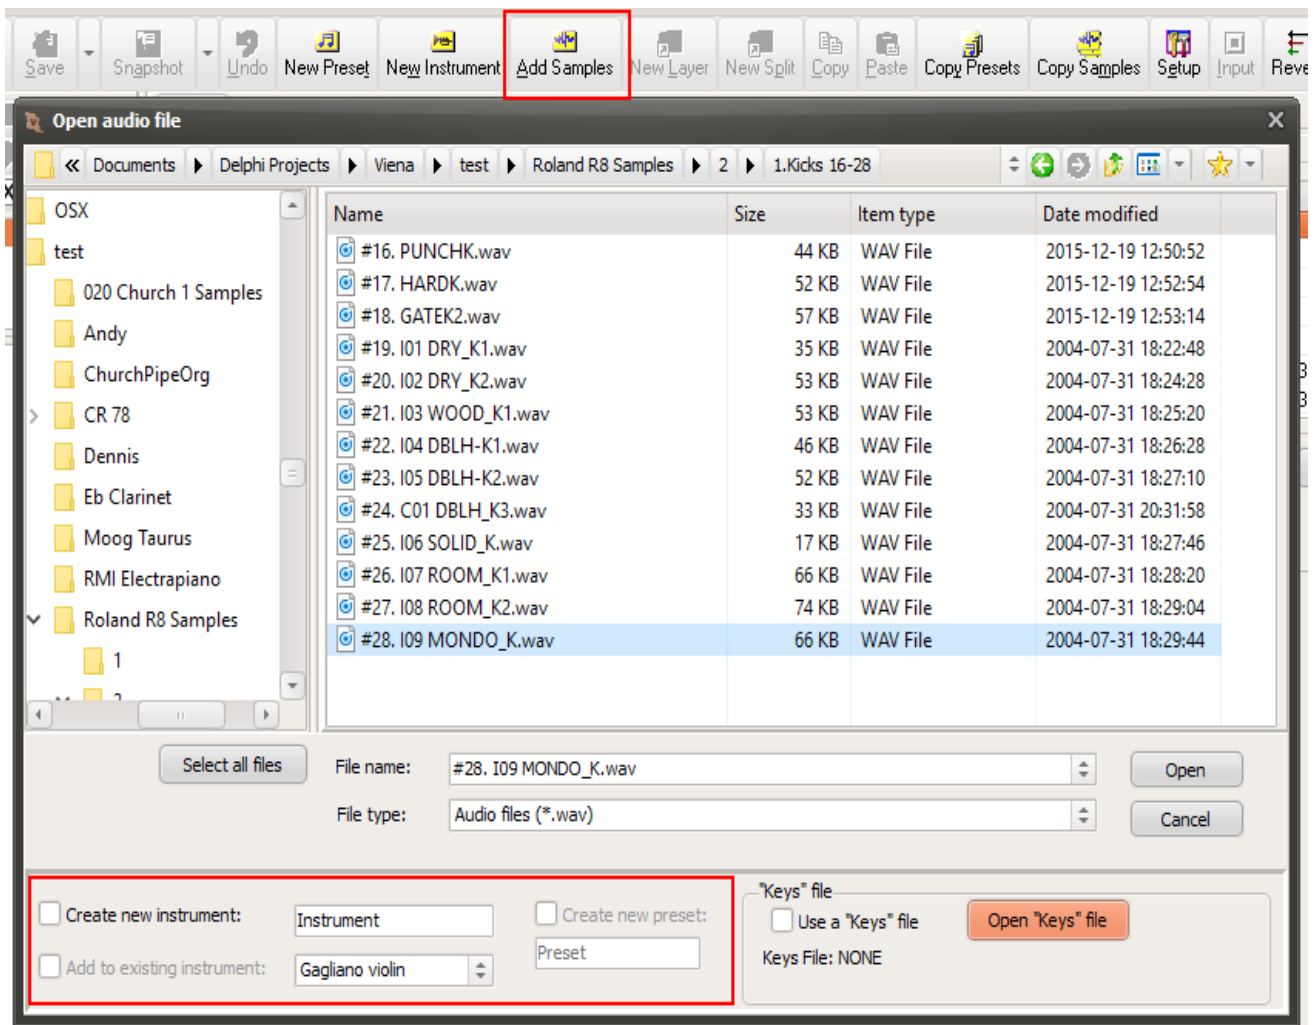 Save Snapshot Undo New Preset New Instrument Add Samples New Layer New Split Copy Paste Copy Presets Copy Samples Setup Input Reve
Open audio file
« Documents Delphi Projects Viena test Roland R8 Samples 2 1.Kicks 16-28
OSX
test
020 Church 1 Samples
Andy
ChurchPipeOrg
CR 78
Dennis
Eb Clarinet
Moog Taurus
RMI Electrapiano
Roland R8 Samples
1
2
Name Size Item type Date modified
#16. PUNCHK.wav 44 KB WAV File 2015-12-19 12:50:52
#17. HARDK.wav 52 KB WAV File 2015-12-19 12:52:54
#18. GATEK2.wav 57 KB WAV File 2015-12-19 12:53:14
#19. I01 DRY_K1.wav 35 KB WAV File 2004-07-31 18:22:48
#20. I02 DRY_K2.wav 53 KB WAV File 2004-07-31 18:24:28
#21. I03 WOOD_K1.wav 53 KB WAV File 2004-07-31 18:25:20
#22. I04 DBLH-K1.wav 46 KB WAV File 2004-07-31 18:26:28
#23. I05 DBLH-K2.wav 52 KB WAV File 2004-07-31 18:27:10
#24. C01 DBLH_K3.wav 33 KB WAV File 2004-07-31 20:31:58
#25. I06 SOLID_K.wav 17 KB WAV File 2004-07-31 18:27:46
#26. I07 ROOM_K1.wav 66 KB WAV File 2004-07-31 18:28:20
#27. I08 ROOM_K2.wav 74 KB WAV File 2004-07-31 18:29:04
#28. I09 MONDO_K.wav 66 KB WAV File 2004-07-31 18:29:44
Select all files
File name: #28. I09 MONDO_K.wav Open
File type: Audio files (*.wav) Cancel
Create new instrument: Instrument
Add to existing instrument: Gagliano violin
Create new preset:
Preset
"Keys" file
Use a "Keys" file Open "Keys" file
Keys File: NONE